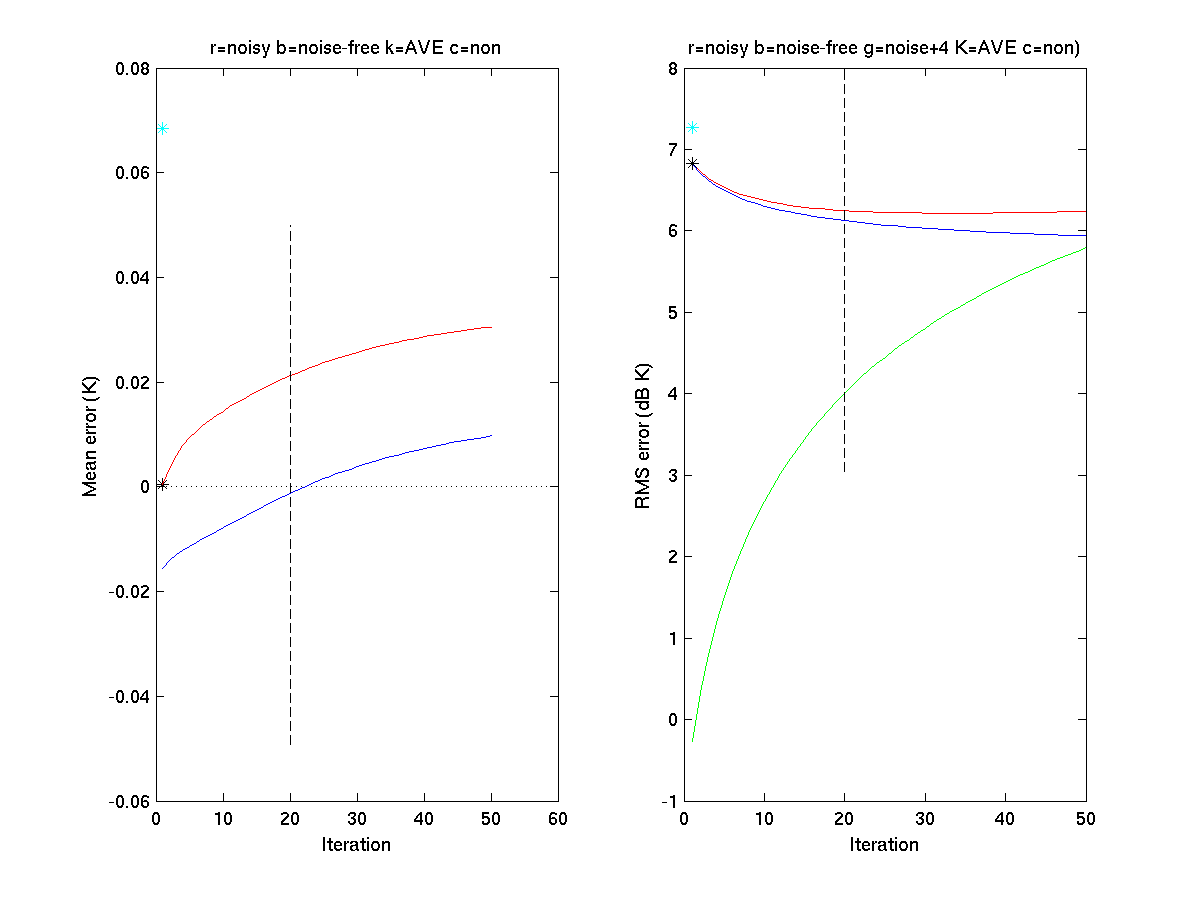 r=noisy b=noise-free k=AVE c=non
0.08
0.06
0.04
0.02
0
-0.02
-0.04
-0.06
Mean error (K)
0 10 20 30 40 50 60
Iteration
r=noisy b=noise-free g=noise+4 K=AVE c=non)
8
7
6
5
4
3
2
1
0
-1
RMS error (dB K)
0 10 20 30 40 50
Iteration